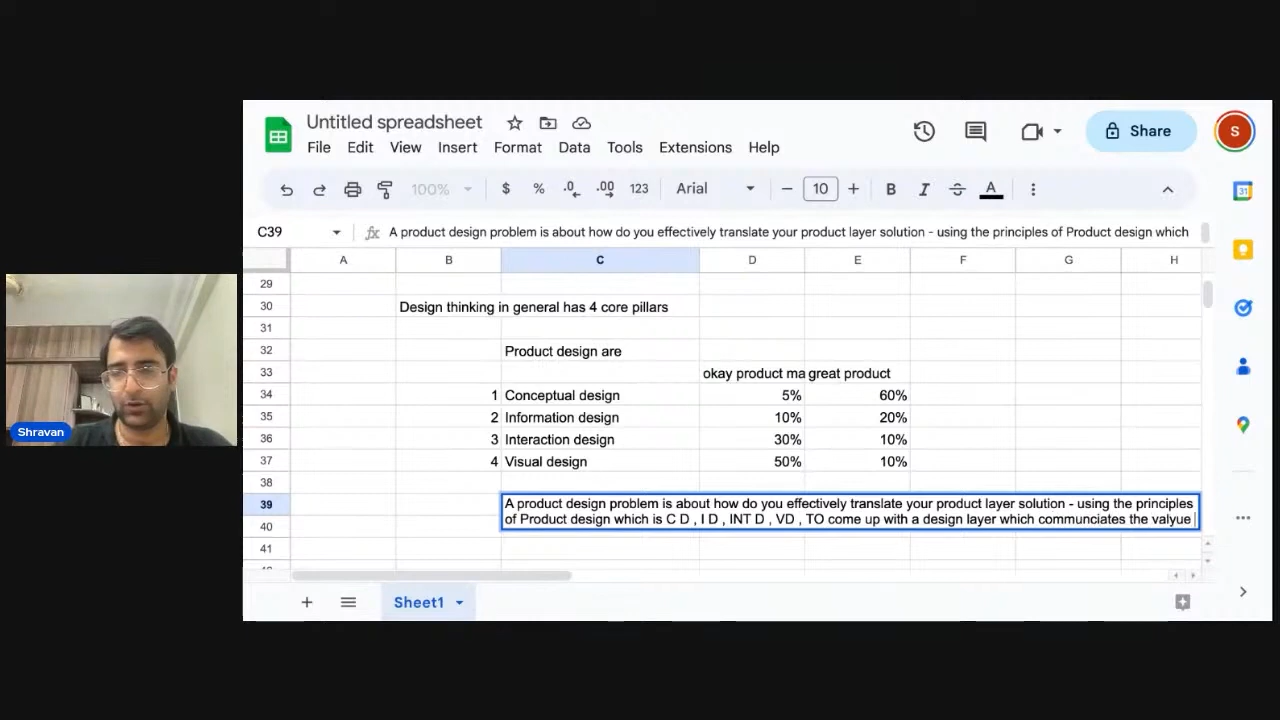 Untitled spreadsheet
File Edit View Insert Format Data Tools Extensions Help
Share
S
100% $ % .0 .00 123 Arial 10 B I S A
C39 fx A product design problem is about how do you effectively translate your product layer solution - using the principles of Product design which
A B C D E F G H
29
30 Design thinking in general has 4 core pillars
31
32 Product design are
33 okay product ma great product
34 1 Conceptual design 5% 60%
35 2 Information design 10% 20%
36 3 Interaction design 30% 10%
37 4 Visual design 50% 10%
38
39 A product design problem is about how do you effectively translate your product layer solution - using the principles
40 of Product design which is C D , I D , INT D , VD , TO come up with a design layer which communciates the valyue
41
Sheet1
Shravan
31